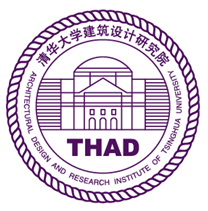 清华大学建筑设计研究院
THAD
ARCHITECTURAL DESIGN AND RESEARCH INSTITUTE OF TSINGHUA UNIVERSITY